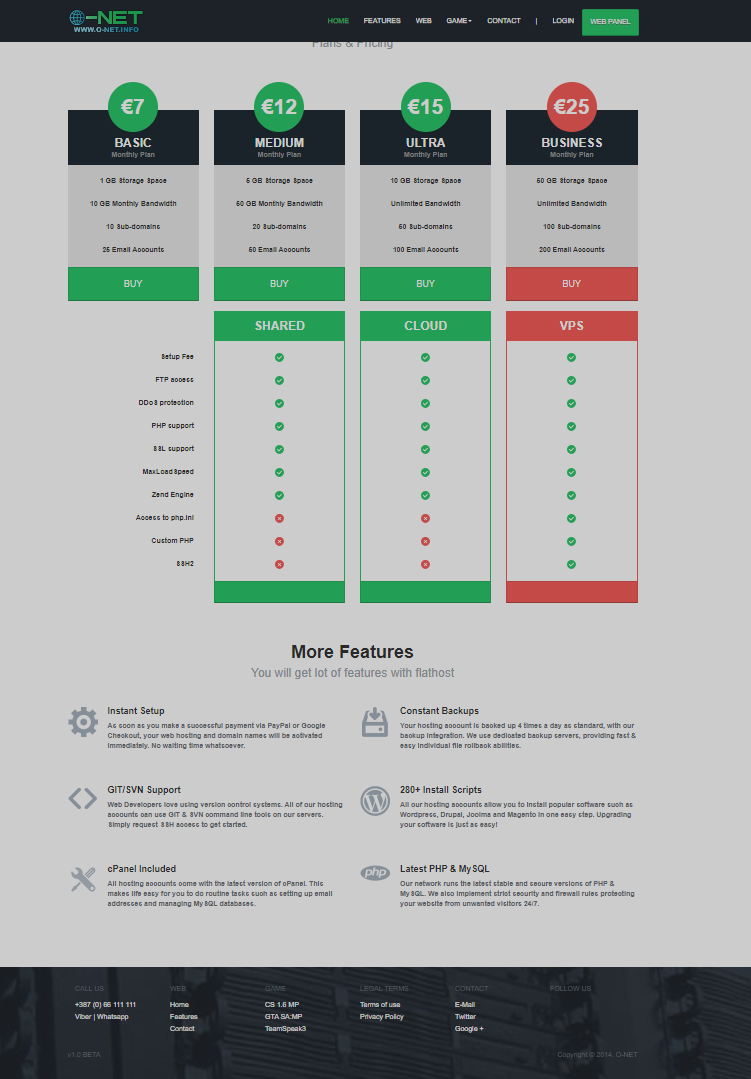 O-NET
WWW.O-NET.INFO
HOME FEATURES WEB GAME CONTACT | LOGIN WEB PANEL
Plans & Pricing
€7 €12 €15 €25
BASIC MEDIUM ULTRA BUSINESS
Monthly Plan Monthly Plan Monthly Plan Monthly Plan
1 GB Storage Space 5 GB Storage Space 10 GB Storage Space 50 GB Storage Space
10 GB Monthly Bandwidth 50 GB Monthly Bandwidth Unlimited Bandwidth Unlimited Bandwidth
10 Sub-domains 20 Sub-domains 50 Sub-domains 100 Sub-domains
25 Email Accounts 50 Email Accounts 100 Email Accounts 200 Email Accounts
BUY BUY BUY BUY
SHARED CLOUD VPS
Setup Fee
FTP access
DDoS protection
PHP support
SSL support
MaxLoadSpeed
Zend Engine
Access to php.ini
Custom PHP
SSH2
More Features
You will get lot of features with flathost
Instant Setup
As soon as you make a successful payment via PayPal or Google
Checkout, your web hosting and domain names will be activated
immediately. No waiting time whatsoever.
Constant Backups
Your hosting account is backed up 4 times a day as standard, with our
backup integration. We use dedicated backup servers, providing fast &
easy individual file rollback abilities.
GIT/SVN Support
Web Developers love using version control systems. All of our hosting
accounts can use GIT & SVN command line tools on our servers.
Simply request SSH access to get started.
280+ Install Scripts
All our hosting accounts allow you to install popular software such as
Wordpress, Drupal, Joolma and Magento in one easy step. Upgrading
your software is just as easy!
cPanel Included
All hosting accounts come with the latest version of cPanel. This
makes life easy for you to do routine tasks such as setting up email
addresses and managing MySQL databases.
php
Latest PHP & MySQL
Our network runs the latest stable and secure versions of PHP &
MySQL. We also implement strict security and firewall rules protecting
your website from unwanted visitors 24/7.
CALL US WEB GAME LEGAL TERMS CONTACT FOLLOW US
+387 (0) 66 111 111 Home CS 1.6 MP Terms of use E-Mail
Viber | Whatsapp Features GTA SA:MP Privacy Policy Twitter
Contact TeamSpeak3 Google +
v1.0 BETA Copyright © 2014. O-NET